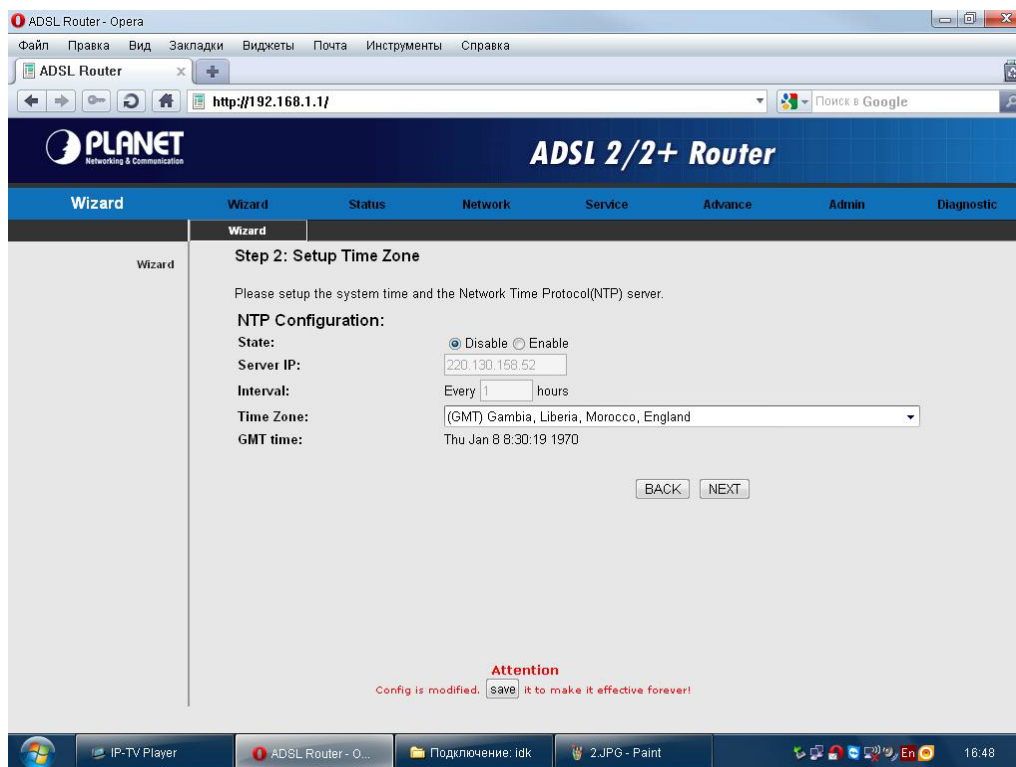 ADSL Router - Opera
Файл Правка Вид Закладки Виджеты Почта Инструменты Справка
ADSL Router
http://192.168.1.1/ Поиск в Google
PLANET
Networking & Communication
ADSL 2/2+ Router
Wizard Wizard Status Network Service Advance Admin Diagnostic
Wizard
Wizard
Step 2: Setup Time Zone
Please setup the system time and the Network Time Protocol(NTP) server.
NTP Configuration:
State: Disable Enable
Server IP: 220.130.158.52
Interval: Every 1 hours
Time Zone: (GMT) Gambia, Liberia, Morocco, England
GMT time: Thu Jan 8 8:30:19 1970
BACK NEXT
Attention
Config is modified. save it to make it effective forever!
IP-TV Player ADSL Router - O... Подключение: idk 2.JPG - Paint En 16:48